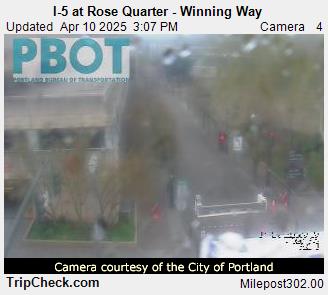 I-5 at Rose Quarter - Winning Way
Updated Apr 10 2025 3:07 PM Camera 4
PBOT
PORTLAND BUREAU OF TRANSPORTATION
Camera courtesy of the City of Portland
TripCheck.com Milepost302.00